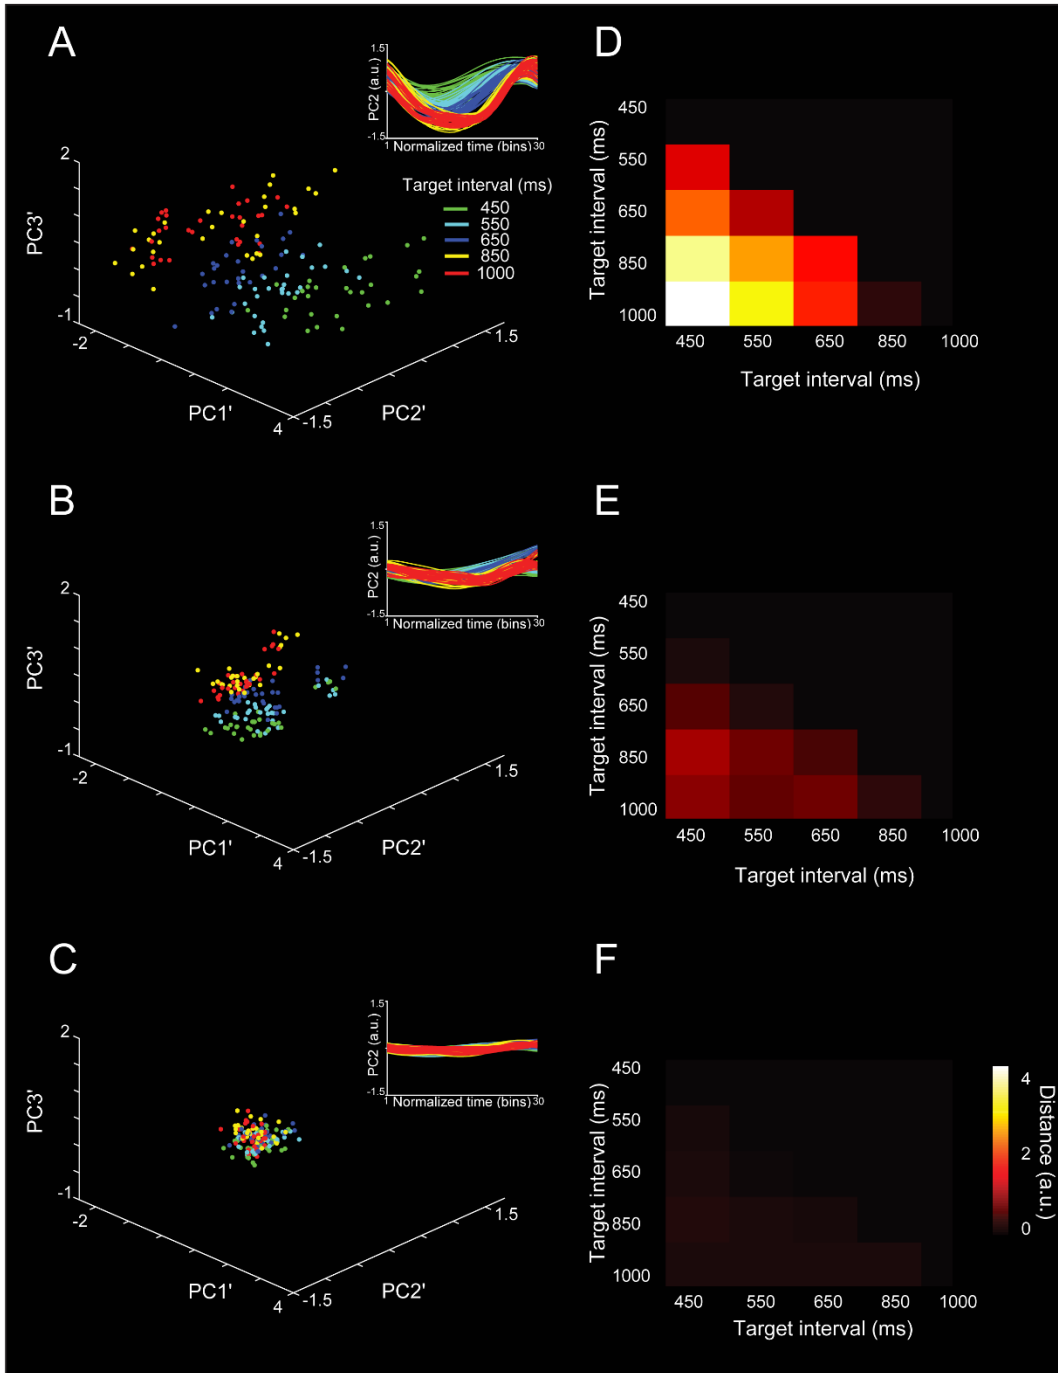 A
1.5
PC2 (a.u.)
-1.5
1 Normalized time (bins) 30
Target interval (ms)
450
550
650
850
1000
2
PC3'
-1
-2
PC1'
4
-1.5
PC2'
1.5
D
Target interval (ms)
450
550
650
850
1000
450 550 650 850 1000
Target interval (ms)
B
1.5
PC2 (a.u.)
-1.5
1 Normalized time (bins) 30
2
PC3'
-1
-2
PC1'
4
-1.5
PC2'
1.5
E
Target interval (ms)
450
550
650
850
1000
450 550 650 850 1000
Target interval (ms)
C
1.5
PC2 (a.u.)
-1.5
1 Normalized time (bins) 30
2
PC3'
-1
-2
PC1'
4
-1.5
PC2'
1.5
F
Target interval (ms)
450
550
650
850
1000
450 550 650 850 1000
Target interval (ms)
4
2
0
Distance (a.u.)